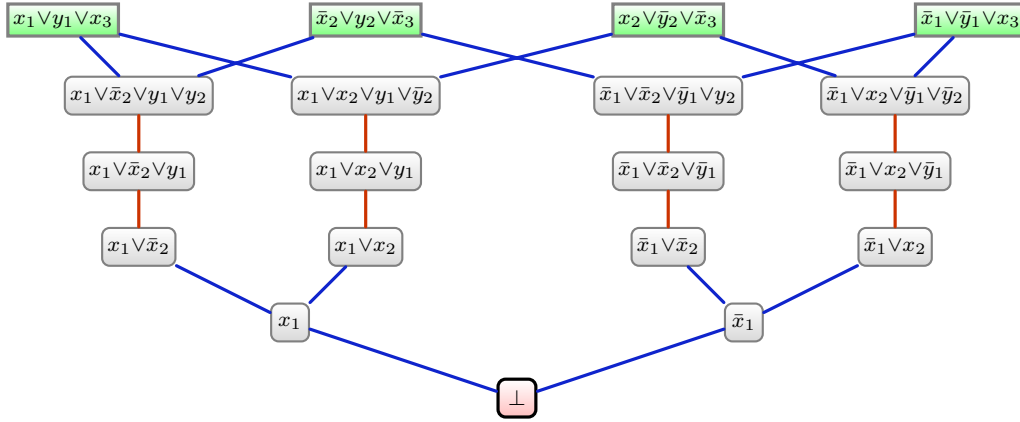 x₁∨y₁∨x₃
x̄₂∨y₂∨x̄₃
x₂∨ȳ₂∨x̄₃
x̄₁∨ȳ₁∨x₃
x₁∨x̄₂∨y₁∨y₂
x₁∨x₂∨y₁∨ȳ₂
x̄₁∨x̄₂∨ȳ₁∨y₂
x̄₁∨x₂∨ȳ₁∨ȳ₂
x₁∨x̄₂∨y₁
x₁∨x₂∨y₁
x̄₁∨x̄₂∨ȳ₁
x̄₁∨x₂∨ȳ₁
x₁∨x̄₂
x₁∨x₂
x̄₁∨x̄₂
x̄₁∨x₂
x₁
x̄₁
⊥